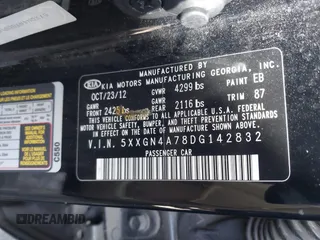 MANUFACTURED BY
KIA KIA MOTORS MANUFACTURING GEORGIA, INC.
OCT/23/12 GVWR 4299 lbs PAINT EB
GAWR GAWR
FRONT 2425 lbs REAR 2116 lbs TRIM 87
THIS VEHICLE CONFORMS TO ALL APPLICABLE
U.S. FEDERAL MOTOR VEHICLE
SAFETY, BUMPER, AND THEFT PREVENTION
STANDARDS IN EFFECT ON THE DATE OF
MANUFACTURE SHOWN ABOVE.
V.I.N. 5XXGN4A78DG142832
PASSENGER CAR
C650
DREAMBID